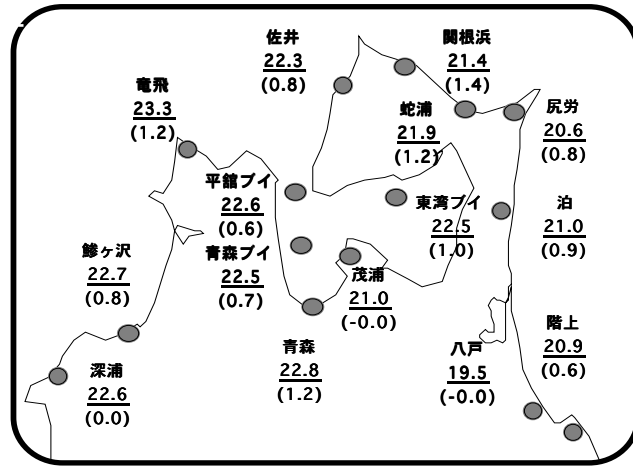 佐井
22.3
(0.8)
関根浜
21.4
(1.4)
竜飛
23.3
(1.2)
蛇浦
21.9
(1.2)
尻労
20.6
(0.8)
平舘ブイ
22.6
(0.6)
東湾ブイ
22.5
(1.0)
泊
21.0
(0.9)
鰺ヶ沢
22.7
(0.8)
青森ブイ
22.5
(0.7)
茂浦
21.0
(-0.0)
階上
20.9
(0.6)
青森
22.8
(1.2)
八戸
19.5
(-0.0)
深浦
22.6
(0.0)